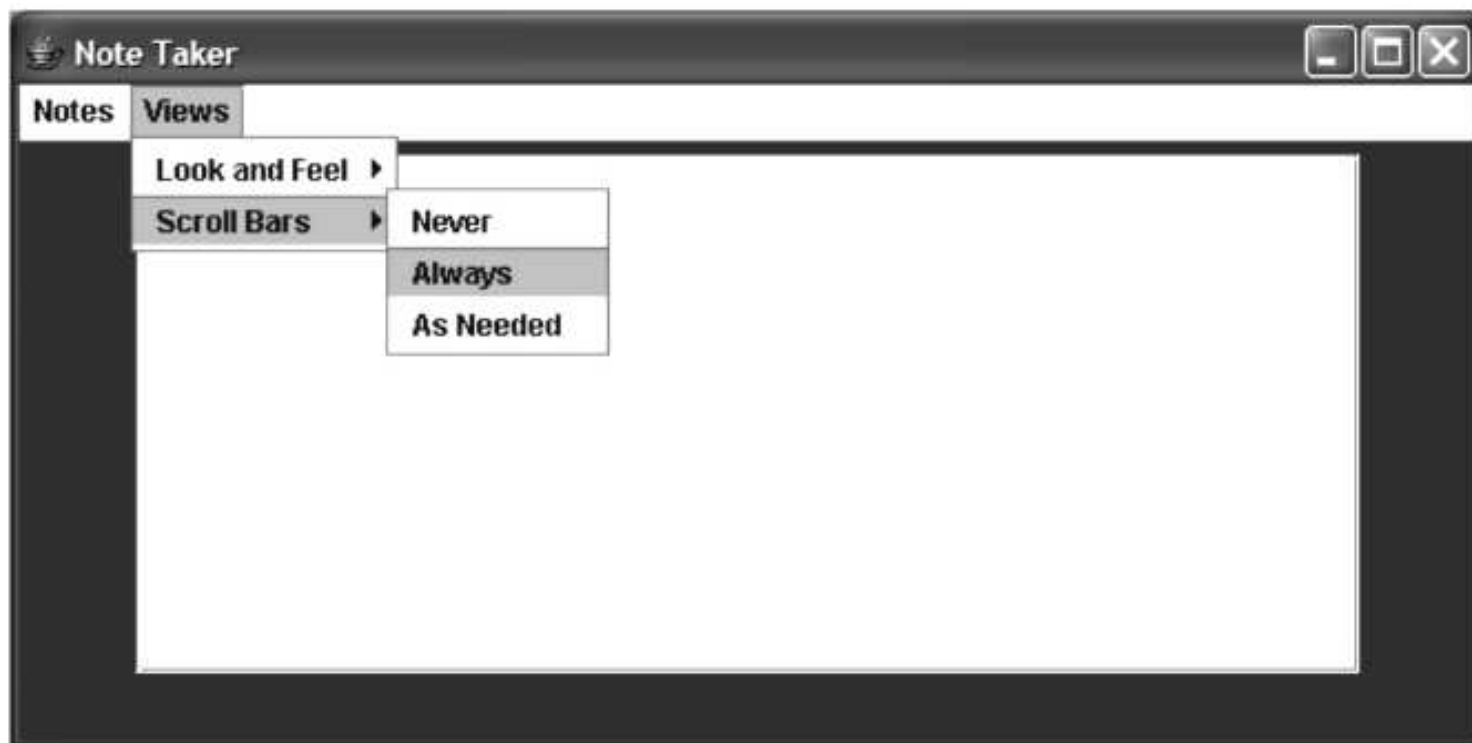 Note Taker
Notes Views
Look and Feel
Scroll Bars
Never
Always
As Needed